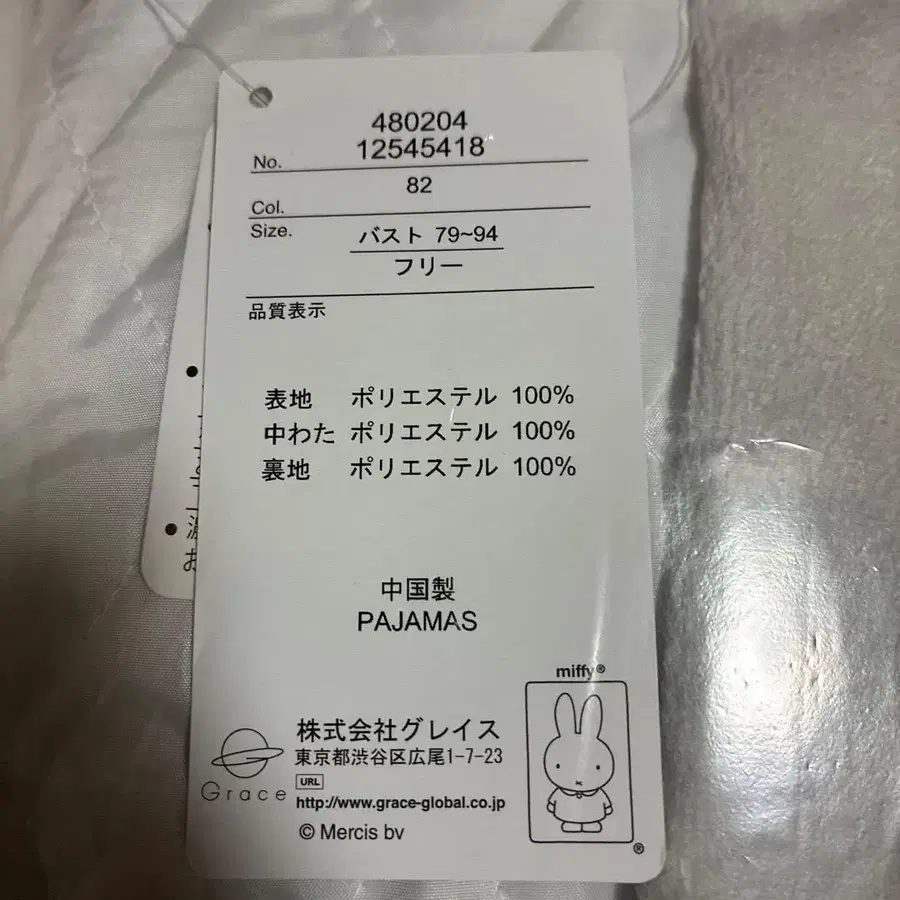 480204
No. 12545418
Col. 82
Size. バスト 79~94
フリー
品質表示
表地 ポリエステル 100%
中わた ポリエステル 100%
裏地 ポリエステル 100%
中国製
PAJAMAS
miffy®
株式会社グレイス
東京都渋谷区広尾1-7-23
Grace
URL
http://www.grace-global.co.jp
© Mercis bv
®